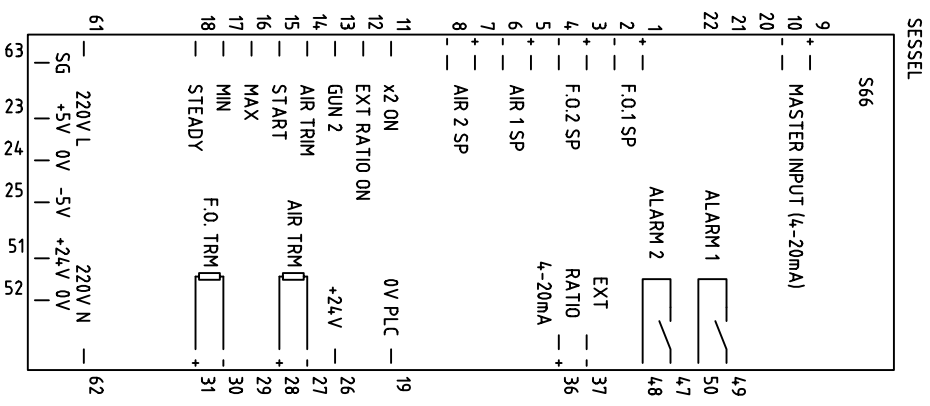 SESSEL
S66
9 +
10 - MASTER INPUT (4-20mA)
20
21 49
22 ALARM 1 50
47
1 + ALARM 2 48
2 - F.O.1 SP
3 + EXT - 37
4 - F.O.2 SP RATIO + 36
5 + 4-20mA
6 - AIR 1 SP
7 +
8 - AIR 2 SP
11 x2 ON 0V PLC 19
12 EXT RATIO ON
13 GUN 2 +24V 26
14 AIR TRIM - 27
15 START AIR TRM + 28
16 MAX 29
17 MIN - 30
18 STEADY F.O. TRM + 31
61 220V L 220V N 62
SG +5V 0V -5V +24V 0V
63 23 24 25 51 52